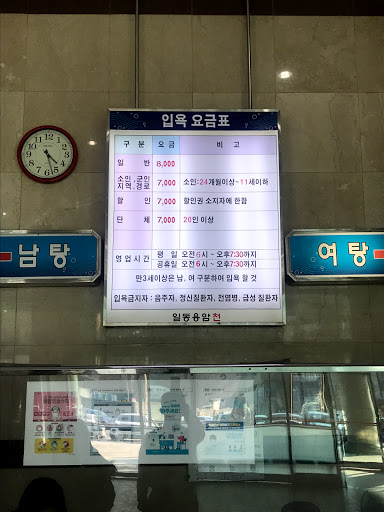 입욕 요금표
구 분 요 금 비 고
일 반 8,000
소인,군인
지역,경로 7,000 소인:24개월이상~11세이하
할 인 7,000 할인권 소지자에 한함
단 체 7,000 20인 이상
영업시간 평 일 오전6시 ~ 오후7:30까지
공휴일 오전6시 ~ 오후7:30까지
만3세이상은 남, 여 구분하여 입욕 할 것
입욕금지자 : 음주자, 정신질환자, 전염병, 급성 질환자
일동용암천
남탕
여탕